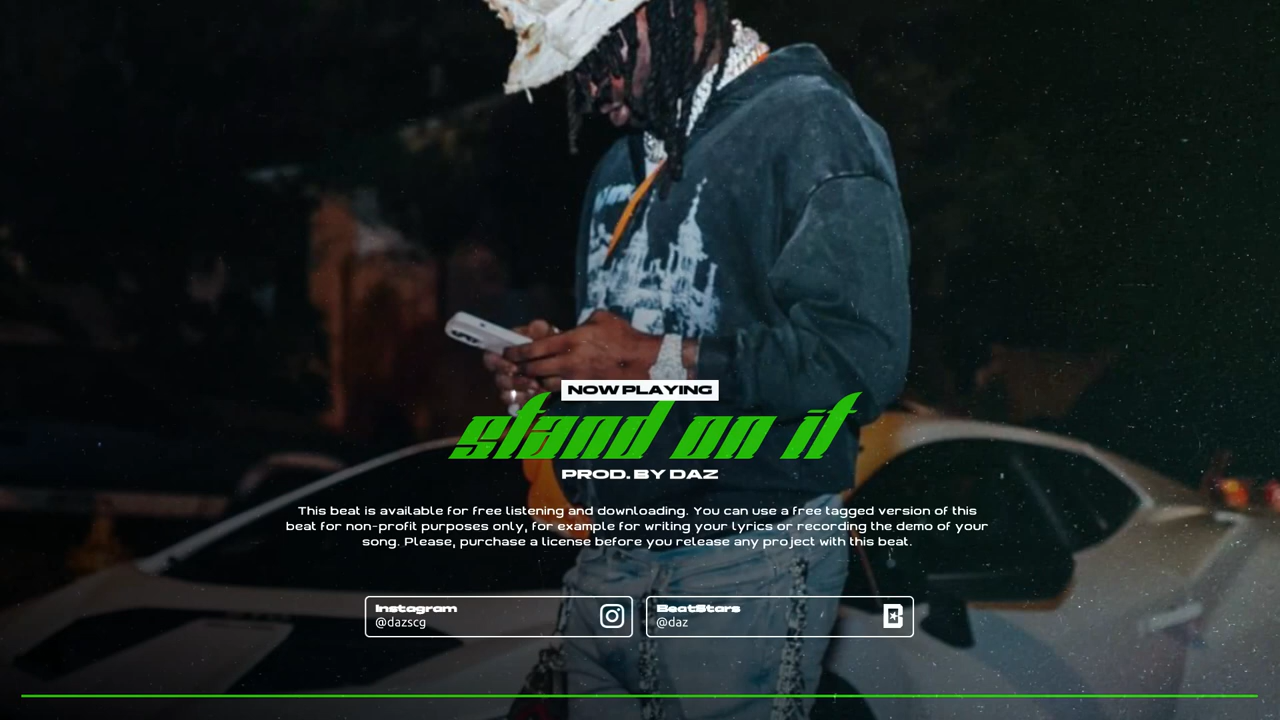 NOW PLAYING
stand on it
PROD. BY DAZ
This beat is available for free listening and downloading. You can use a free tagged version of this
beat for non-profit purposes only, for example for writing your lyrics or recording the demo of your
song. Please, purchase a license before you release any project with this beat.
Instagram
@dazscg
BeatStars
@daz